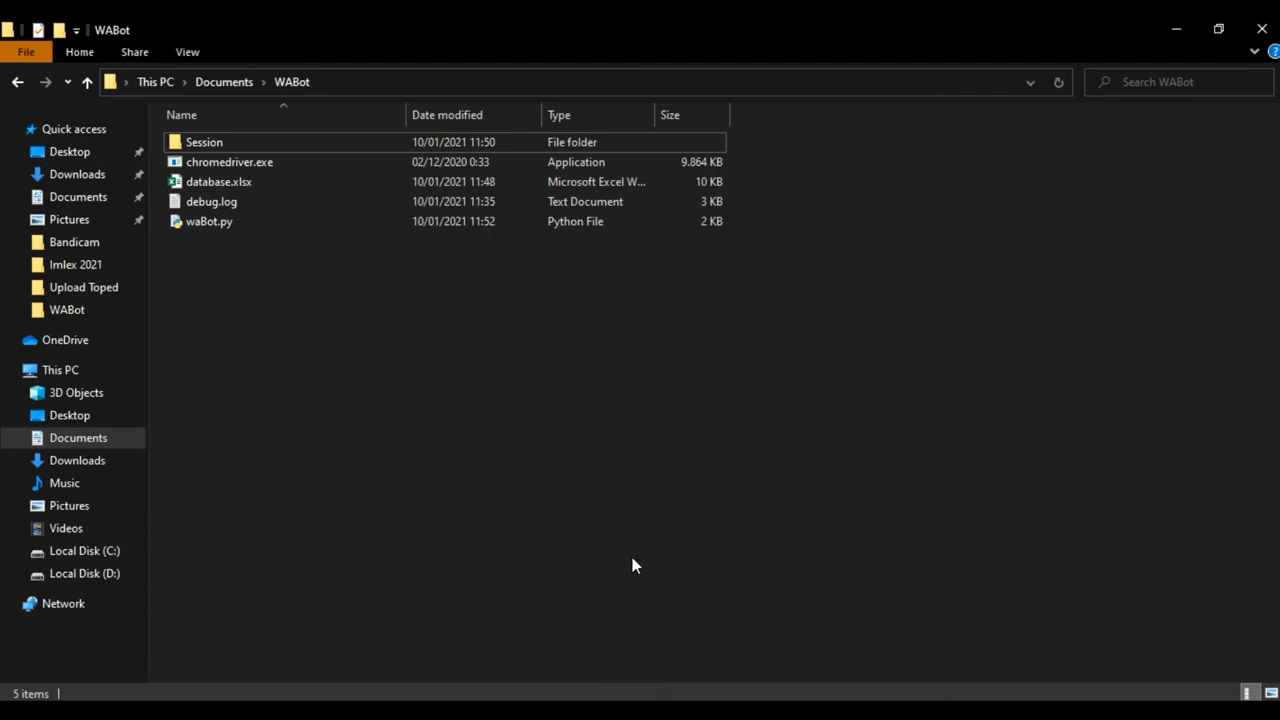 WABot
File Home Share View
This PC Documents WABot Search WABot
Name Date modified Type Size
Session 10/01/2021 11:50 File folder
chromedriver.exe 02/12/2020 0:33 Application 9.864 KB
database.xlsx 10/01/2021 11:48 Microsoft Excel W... 10 KB
debug.log 10/01/2021 11:35 Text Document 3 KB
waBot.py 10/01/2021 11:52 Python File 2 KB
Quick access
Desktop
Downloads
Documents
Pictures
Bandicam
Imlex 2021
Upload Toped
WABot
OneDrive
This PC
3D Objects
Desktop
Documents
Downloads
Music
Pictures
Videos
Local Disk (C:)
Local Disk (D:)
Network
5 items